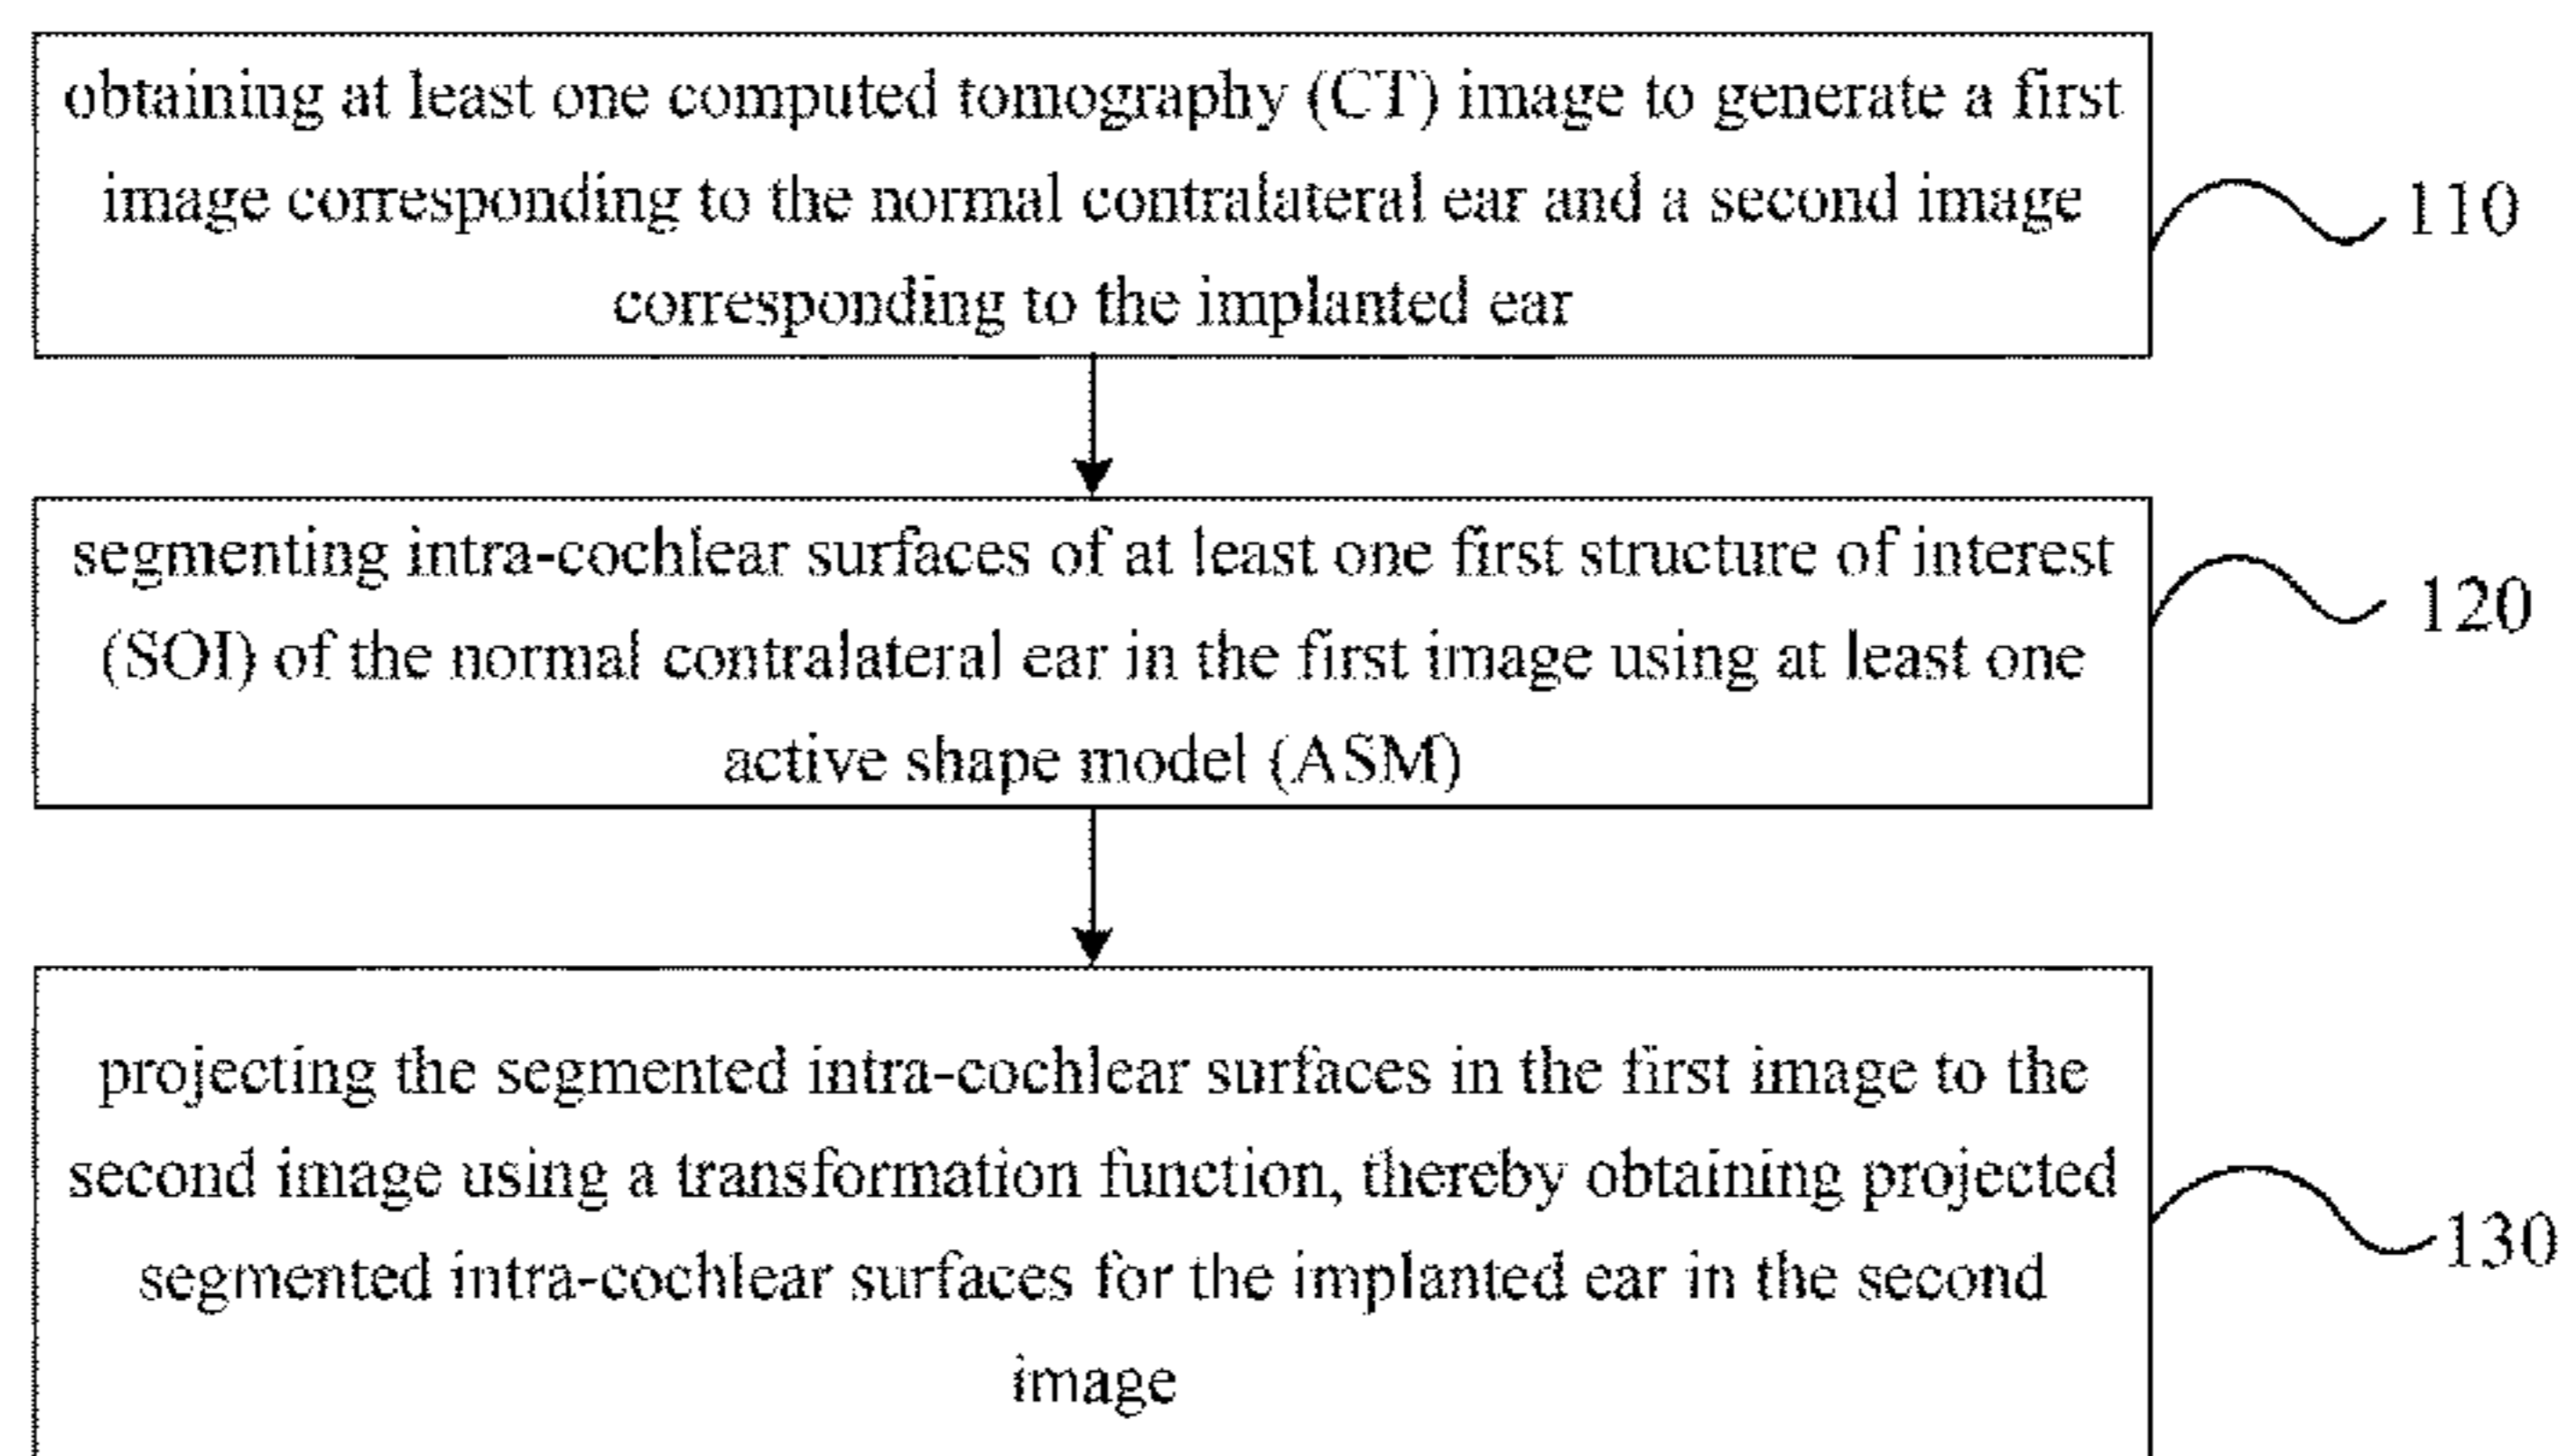 obtaining at least one computed tomography (CT) image to generate a first
image corresponding to the normal contralateral ear and a second image
corresponding to the implanted ear
110
segmenting intra-cochlear surfaces of at least one first structure of interest
(SOI) of the normal contralateral ear in the first image using at least one
active shape model (ASM)
120
projecting the segmented intra-cochlear surfaces in the first image to the
second image using a transformation function, thereby obtaining projected
segmented intra-cochlear surfaces for the implanted ear in the second
image
130